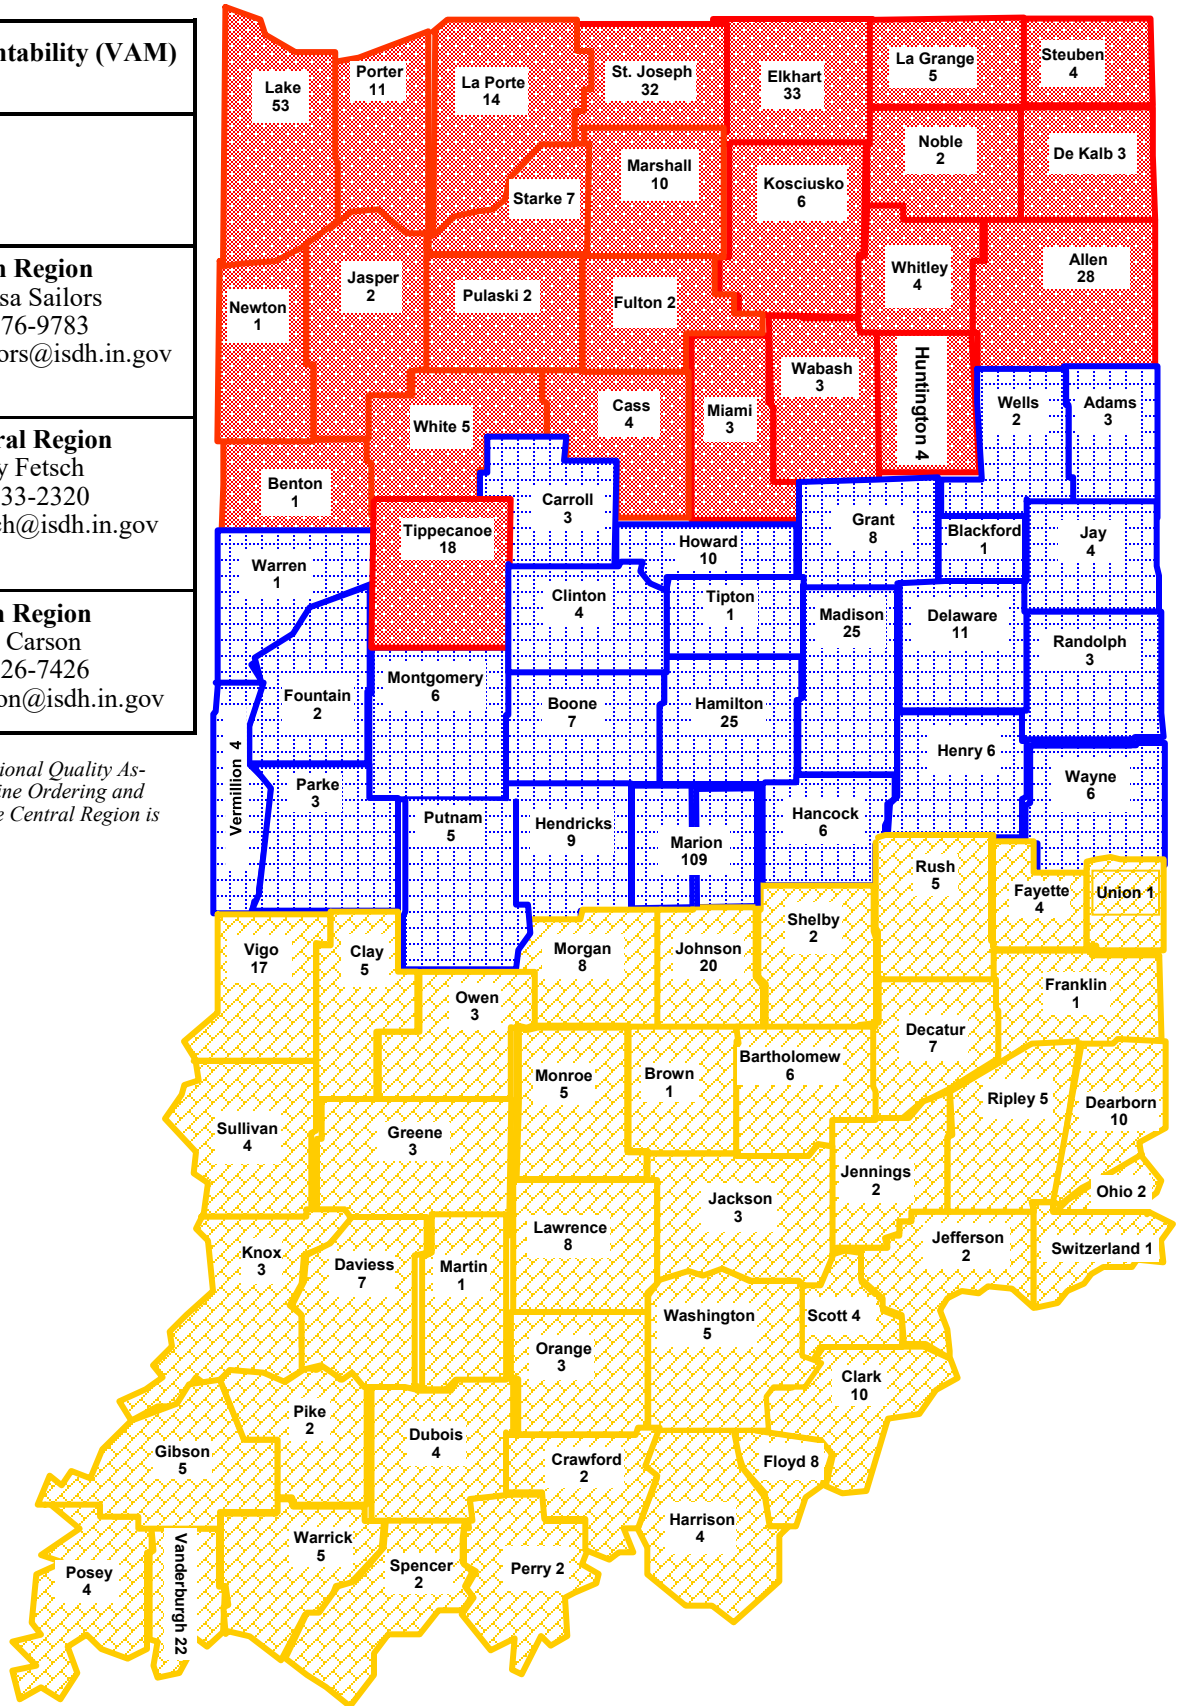 ntability (VAM)
n Region
sa Sailors
76-9783
ors@isdh.in.gov
ral Region
y Fetsch
33-2320
ch@isdh.in.gov
n Region
Carson
26-7426
on@isdh.in.gov
ional Quality As-
ine Ordering and
e Central Region is
Lake
53
Porter
11
La Porte
14
St. Joseph
32
Elkhart
33
La Grange
5
Steuben
4
Noble
2
De Kalb 3
Marshall
10
Kosciusko
6
Starke 7
Whitley
4
Allen
28
Newton
1
Jasper
2
Pulaski 2
Fulton 2
Wabash
3
Huntington 4
Miami
3
Cass
4
White 5
Benton
1
Tippecanoe
18
Wells
2
Adams
3
Carroll
3
Grant
8
Blackford
1
Jay
4
Howard
10
Warren
1
Clinton
4
Tipton
1
Madison
25
Delaware
11
Randolph
3
Fountain
2
Montgomery
6
Boone
7
Hamilton
25
Henry 6
Wayne
6
Vermillion 4
Parke
3
Putnam
5
Hendricks
9
Marion
109
Hancock
6
Rush
5
Fayette
4
Union 1
Shelby
2
Vigo
17
Clay
5
Morgan
8
Johnson
20
Owen
3
Franklin
1
Decatur
7
Monroe
5
Brown
1
Bartholomew
6
Ripley 5
Dearborn
10
Sullivan
4
Greene
3
Jennings
2
Ohio 2
Jackson
3
Lawrence
8
Jefferson
2
Switzerland 1
Knox
3
Daviess
7
Martin
1
Washington
5
Scott 4
Orange
3
Clark
10
Pike
2
Dubois
4
Gibson
5
Crawford
2
Floyd 8
Harrison
4
Warrick
5
Vanderburgh 22
Posey
4
Spencer
2
Perry 2